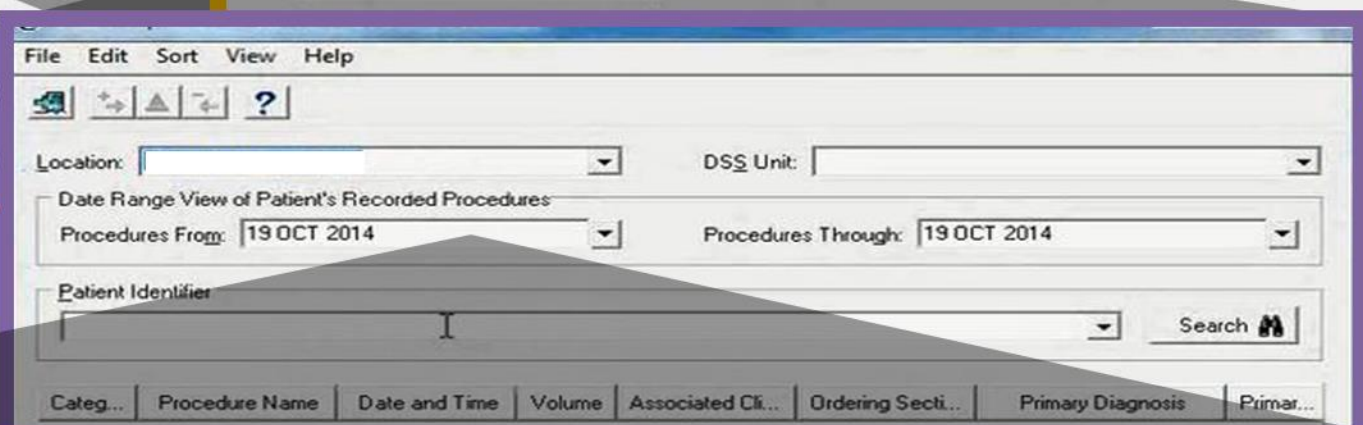 File Edit Sort View Help
?
Location: DSS Unit:
Date Range View of Patient's Recorded Procedures
Procedures From: 19 OCT 2014 Procedures Through: 19 OCT 2014
Patient Identifier
Search
Categ... Procedure Name Date and Time Volume Associated Cli... Ordering Secti... Primary Diagnosis Primar...